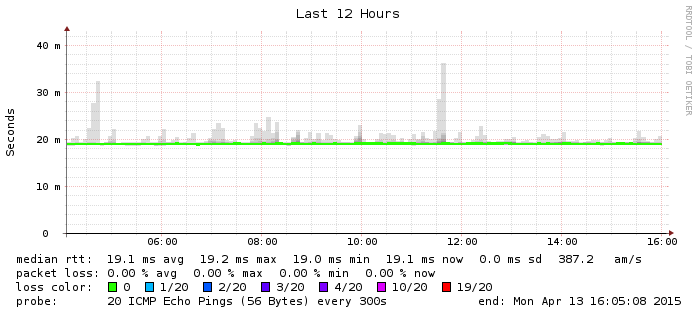 Last 12 Hours
RRDTOOL / TOBI OETIKER
Seconds
40 m
30 m
20 m
10 m
0
06:00 08:00 10:00 12:00 14:00 16:00
median rtt: 19.1 ms avg 19.2 ms max 19.0 ms min 19.1 ms now 0.0 ms sd 387.2 am/s
packet loss: 0.00 % avg 0.00 % max 0.00 % min 0.00 % now
loss color: 0 1/20 2/20 3/20 4/20 10/20 19/20
probe: 20 ICMP Echo Pings (56 Bytes) every 300s end: Mon Apr 13 16:05:08 2015